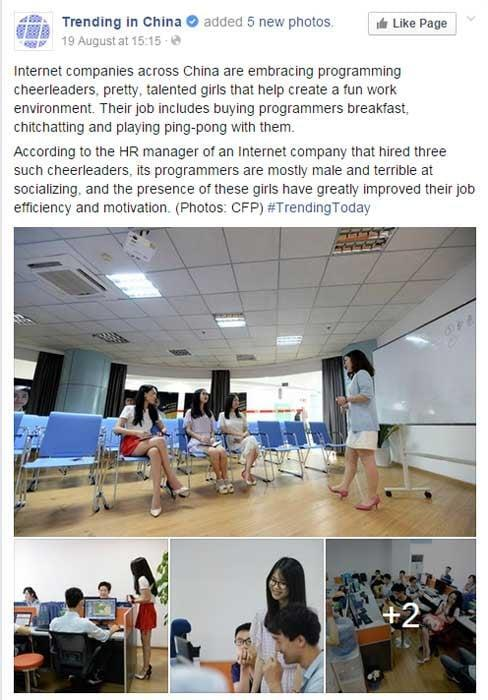 Trending in China added 5 new photos.
Like Page
19 August at 15:15 ·
Internet companies across China are embracing programming
cheerleaders, pretty, talented girls that help create a fun work
environment. Their job includes buying programmers breakfast,
chitchatting and playing ping-pong with them.
According to the HR manager of an Internet company that hired three
such cheerleaders, its programmers are mostly male and terrible at
socializing, and the presence of these girls have greatly improved their job
efficiency and motivation. (Photos: CFP) #TrendingToday
+2